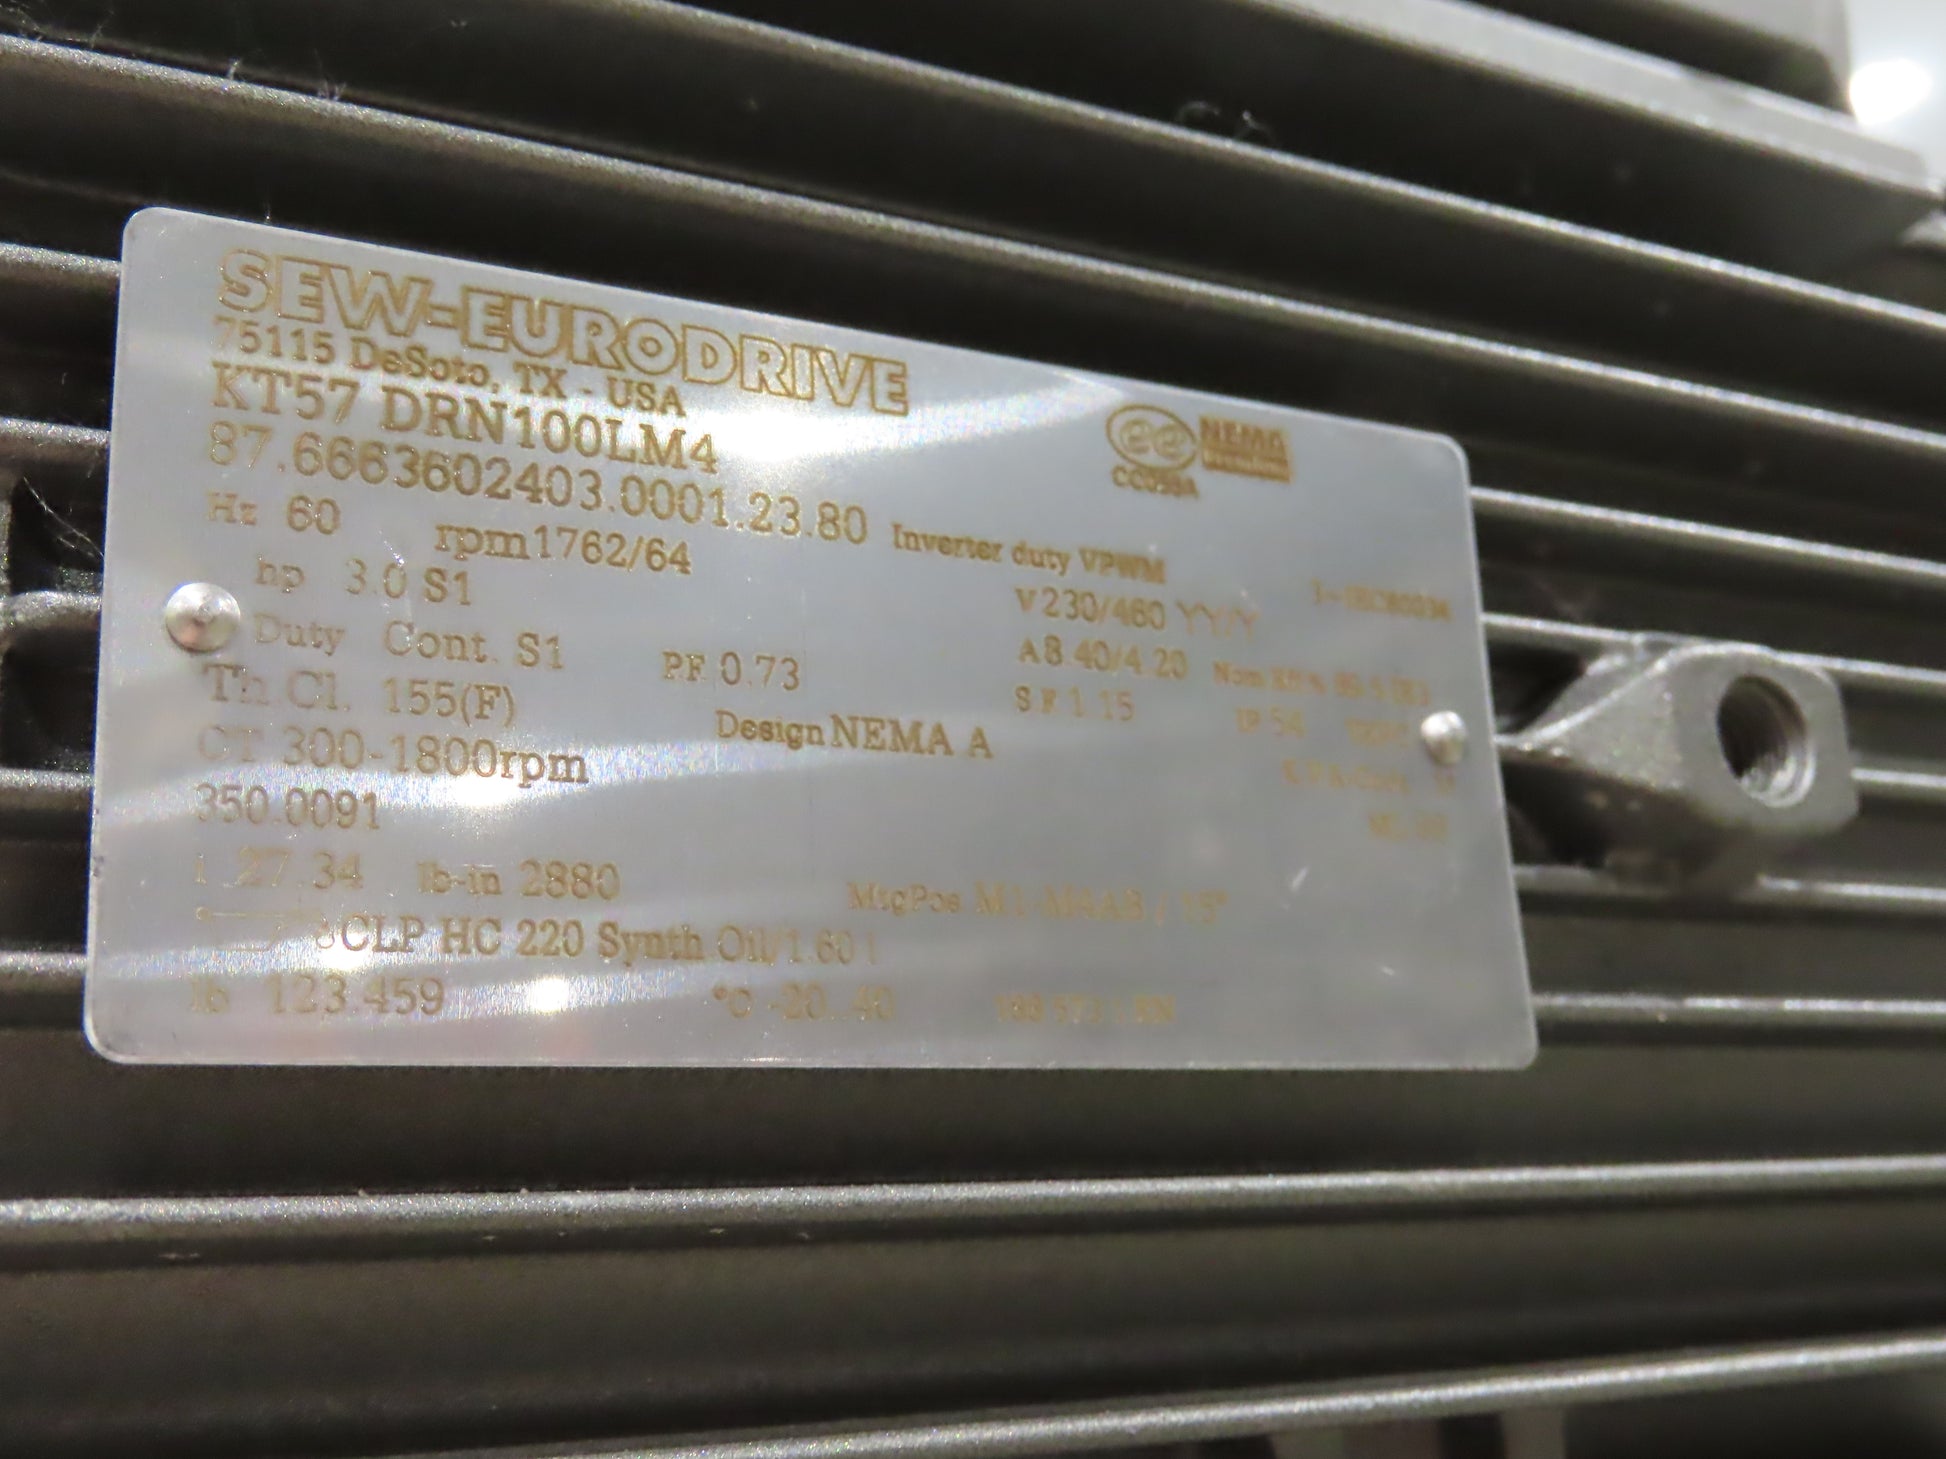 SEW-EURODRIVE
75115 DeSoto, TX - USA
KT57 DRN100LM4
87.6663602403.0001.23.80 Inverter duty VPWM
ee CC056A NEMA
Hz 60 rpm 1762/64 V 230/460 YY/Y
hp 3.0 S1 A 8.40/4.20
Duty Cont. S1 P.F. 0.73 S.F. 1.15 IP 54
Th.Cl. 155(F) Design NEMA A
CT 300-1800rpm
350.0091
i 27.34 lb-in 2880 MtgPos
CLP HC 220 Synth.Oil/1.60 l
lb 123.459 °C -20..40